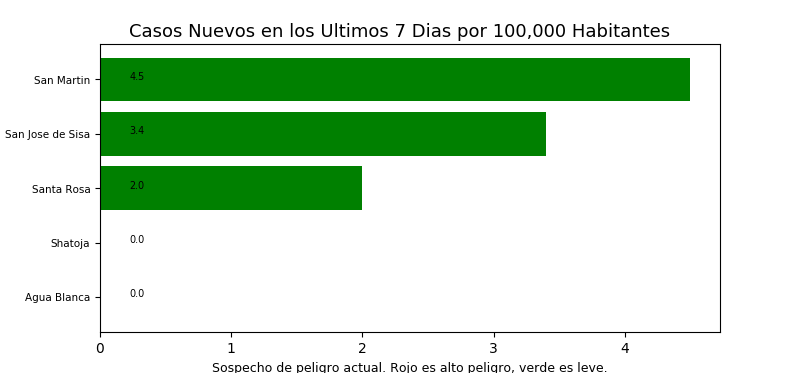 Casos Nuevos en los Ultimos 7 Dias por 100,000 Habitantes
San Martin 4.5
San Jose de Sisa 3.4
Santa Rosa 2.0
Shatoja 0.0
Agua Blanca 0.0
0 1 2 3 4
Sospecho de peligro actual. Rojo es alto peligro, verde es leve.